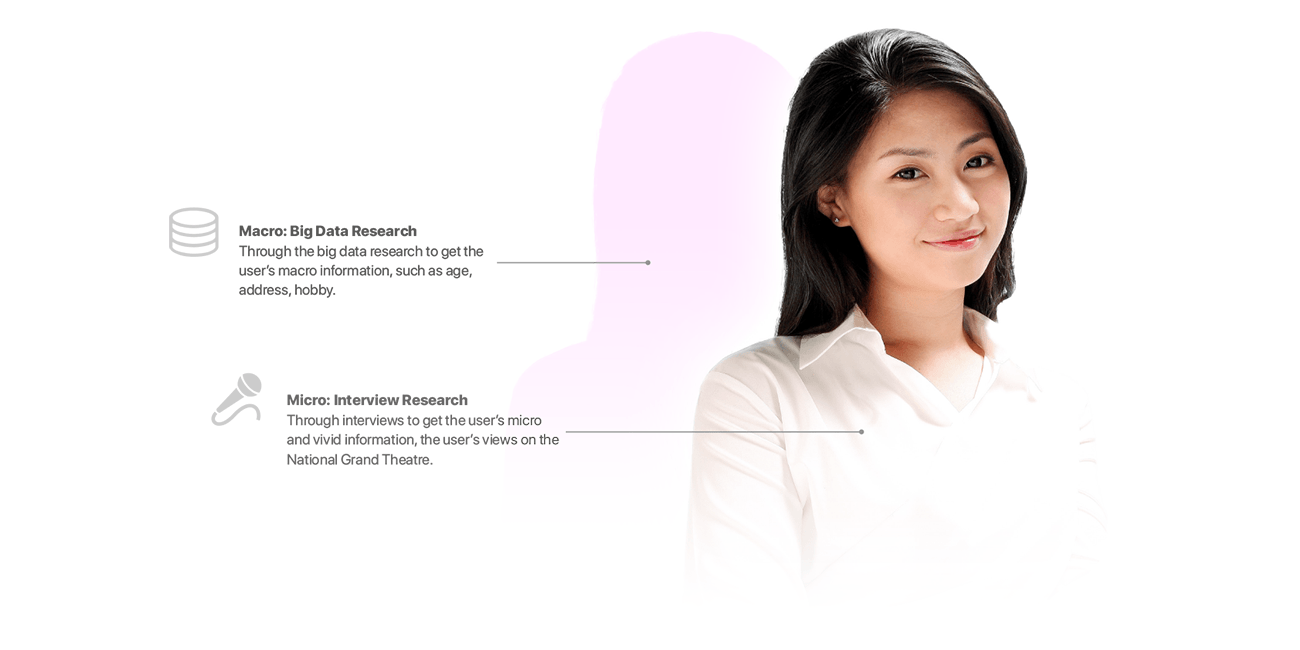 Macro: Big Data Research
Through the big data research to get the
user’s macro information, such as age,
address, hobby.
Micro: Interview Research
Through interviews to get the user’s micro
and vivid information, the user’s views on the
National Grand Theatre.